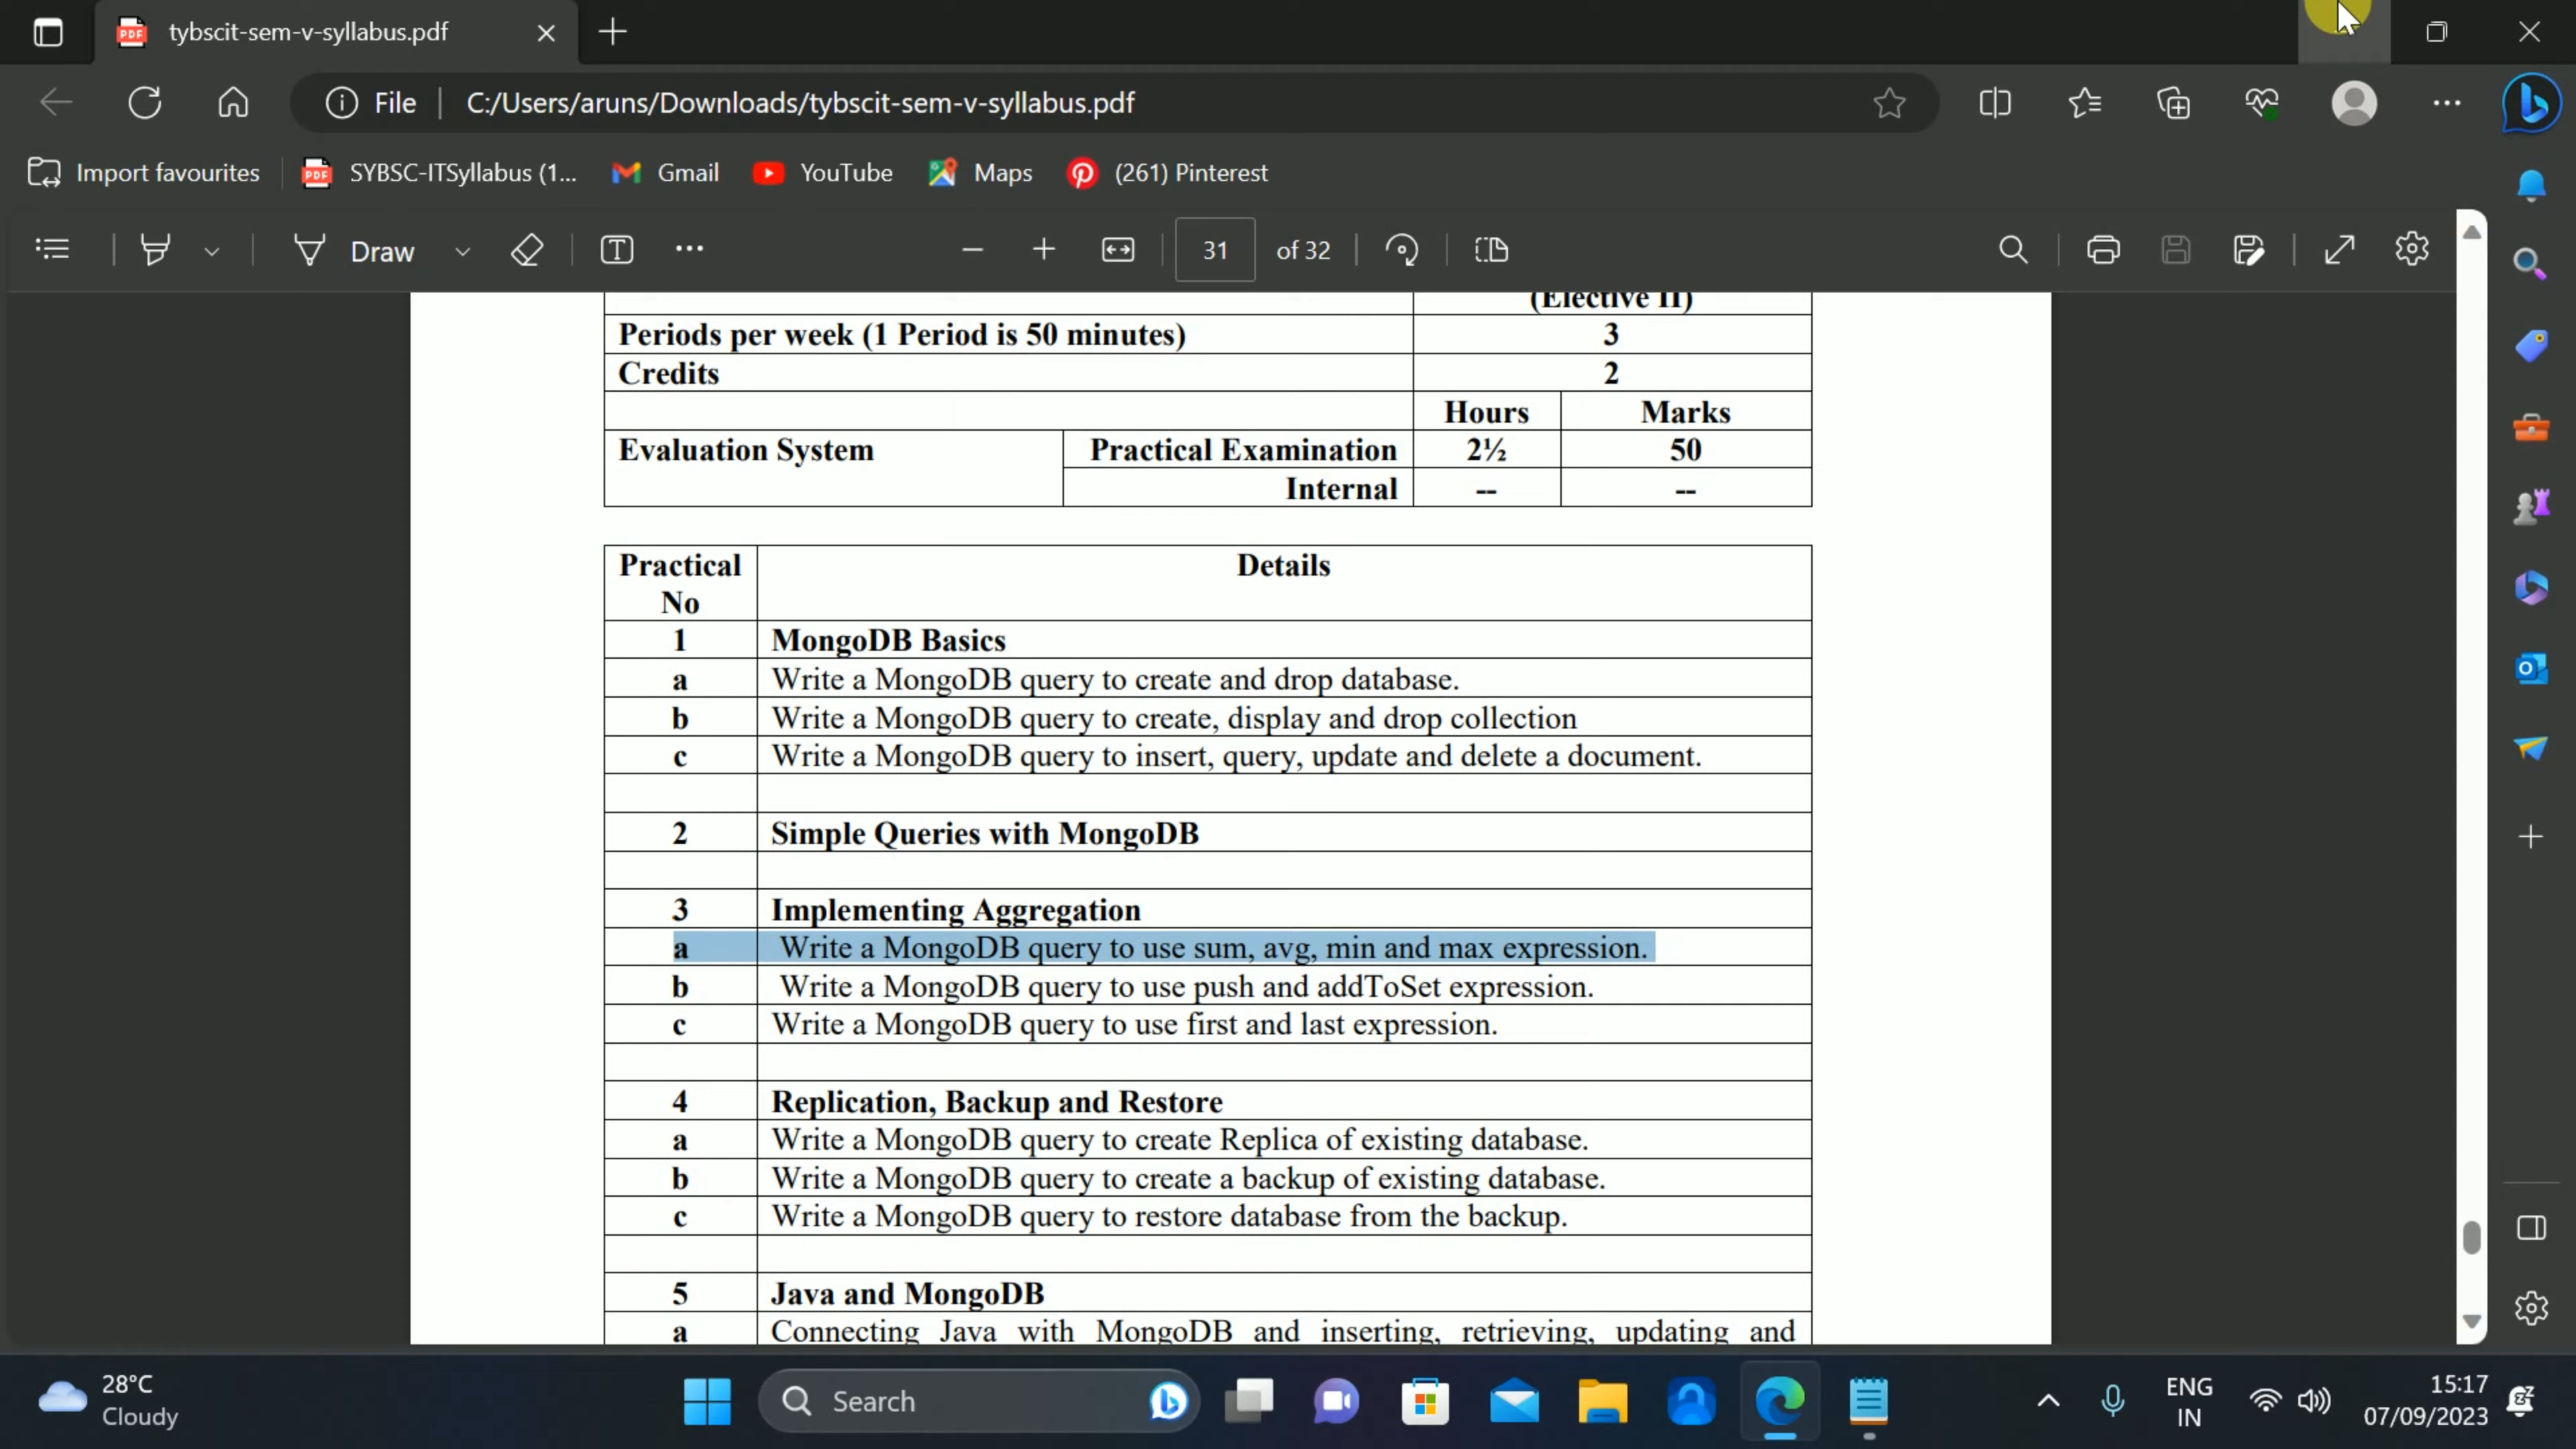 tybscit-sem-v-syllabus.pdf
File
C:/Users/aruns/Downloads/tybscit-sem-v-syllabus.pdf
Import favourites
SYBSC-ITSyllabus (1...
Gmail
YouTube
Maps
(261) Pinterest
Draw
31 of 32
(Elective II)
Periods per week (1 Period is 50 minutes) 3
Credits 2
Hours Marks
Evaluation System Practical Examination 2½ 50
Internal -- --
Practical Details
No
1 MongoDB Basics
a Write a MongoDB query to create and drop database.
b Write a MongoDB query to create, display and drop collection
c Write a MongoDB query to insert, query, update and delete a document.
2 Simple Queries with MongoDB
3 Implementing Aggregation
a Write a MongoDB query to use sum, avg, min and max expression.
b Write a MongoDB query to use push and addToSet expression.
c Write a MongoDB query to use first and last expression.
4 Replication, Backup and Restore
a Write a MongoDB query to create Replica of existing database.
b Write a MongoDB query to create a backup of existing database.
c Write a MongoDB query to restore database from the backup.
5 Java and MongoDB
a Connecting Java with MongoDB and inserting, retrieving, updating and
28°C
Cloudy
Search
ENG
IN
15:17
07/09/2023